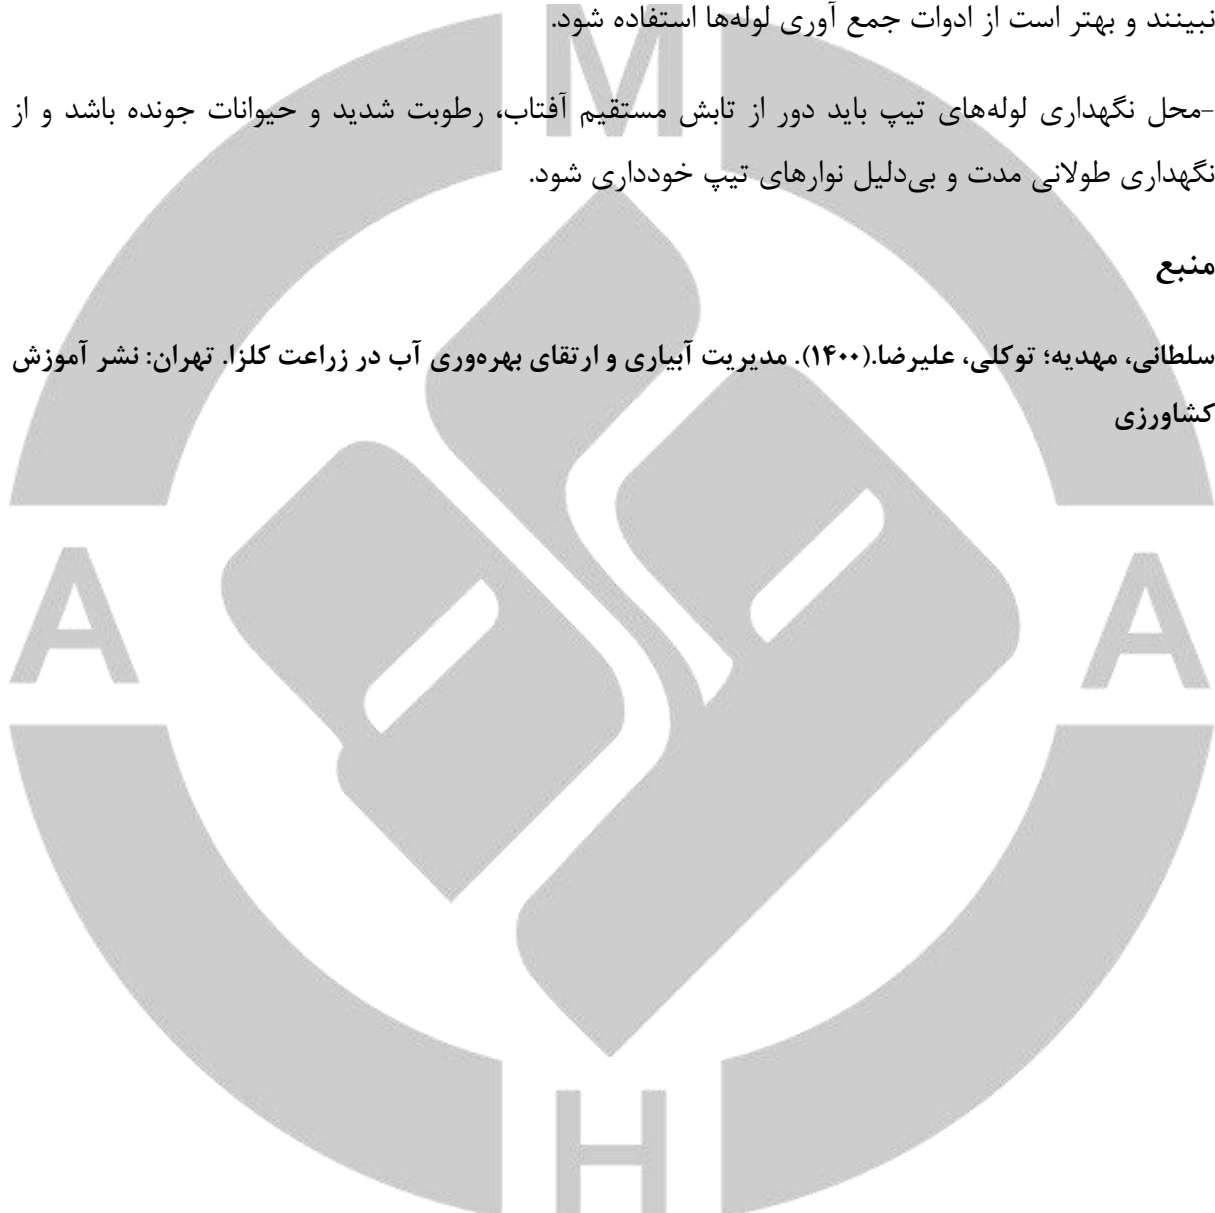 نبینند و بهتر است از ادوات جمع آوری لوله‌ها استفاده شود.
-محل نگهداری لوله‌های تیپ باید دور از تابش مستقیم آفتاب، رطوبت شدید و حیوانات جونده باشد و از
نگهداری طولانی مدت و بی‌دلیل نوارهای تیپ خودداری شود.
منبع
سلطانی، مهدیه؛ توکلی، علیرضا.(۱۴۰۰). مدیریت آبیاری و ارتقای بهره‌وری آب در زراعت کلزا. تهران: نشر آموزش
کشاورزی
M
A
A
H